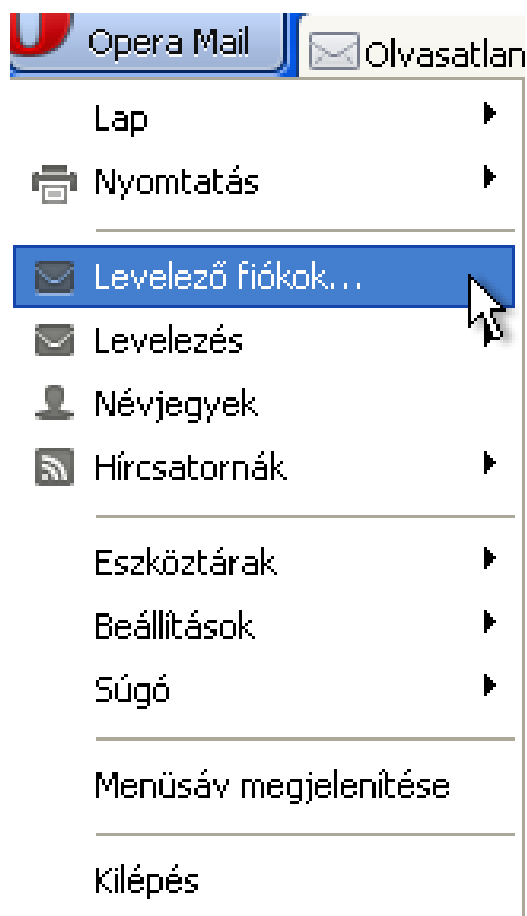 Opera Mail Olvasatlan
Lap
Nyomtatás
Levelező fiókok...
Levelezés
Névjegyek
Hírcsatornák
Eszköztárak
Beállítások
Súgó
Menüsáv megjelenítése
Kilépés